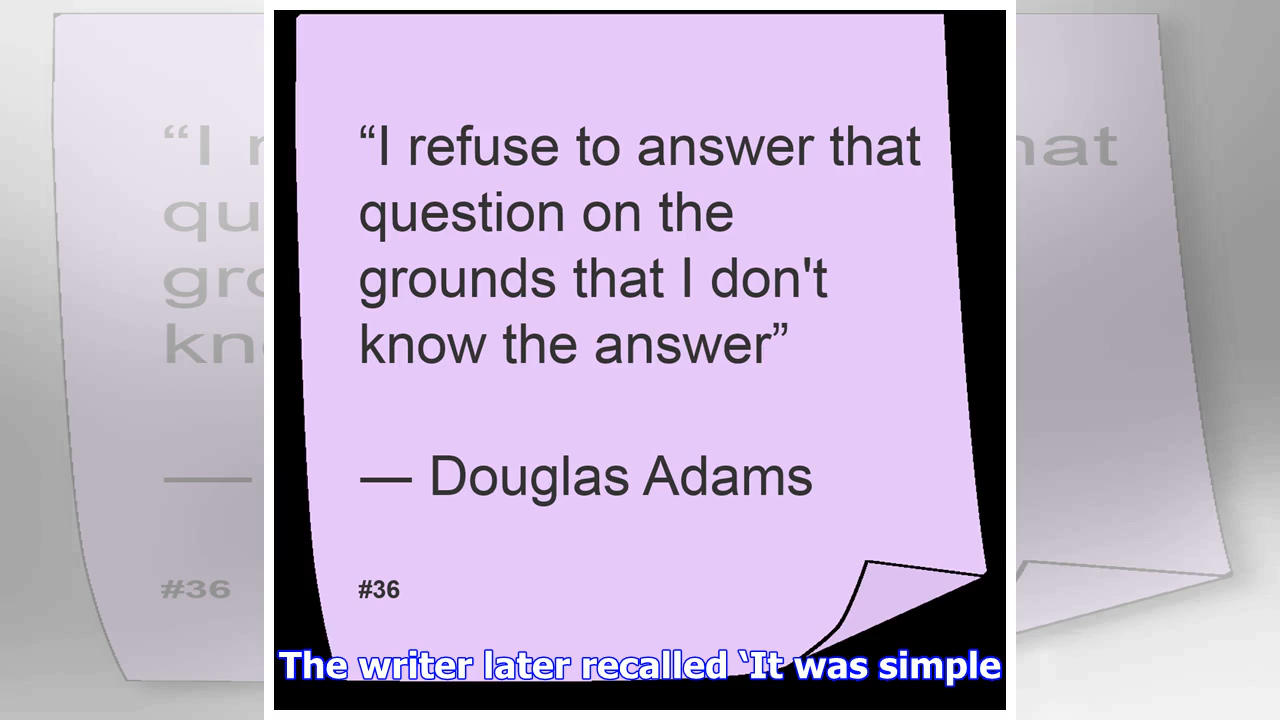 “I refuse to answer that
question on the
grounds that I don't
know the answer”
— Douglas Adams
#36
The writer later recalled ‘It was simple